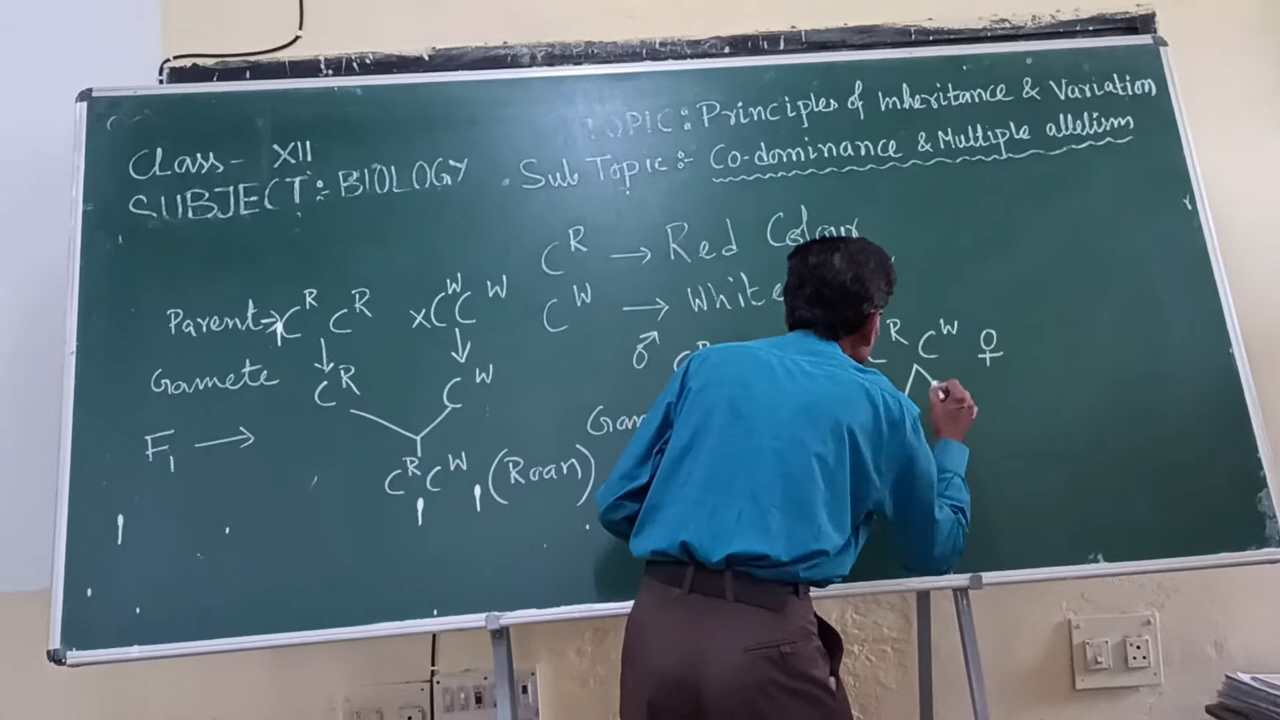 Class- XII
SUBJECT:- BIOLOGY
TOPIC:- Principles of Inheritance & Variation
Sub Topic:- Co-dominance & Multiple allelism
C^R → Red Colour
C^W → White
Parent→ C^R C^R x C^W C^W
Gamete C^R C^W
F₁ → C^R C^W (Roan)
♂ C^R C^W ♀